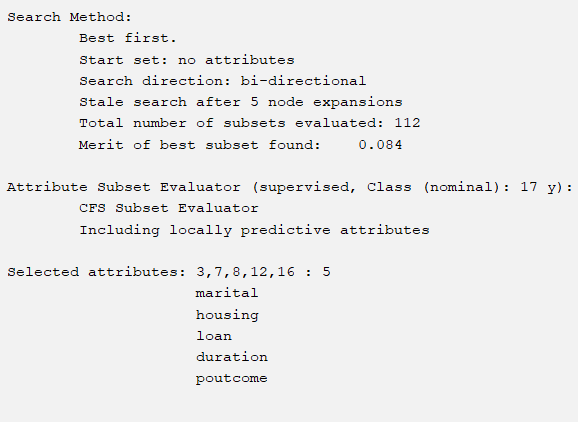 Search Method:
Best first.
Start set: no attributes
Search direction: bi-directional
Stale search after 5 node expansions
Total number of subsets evaluated: 112
Merit of best subset found:    0.084
Attribute Subset Evaluator (supervised, Class (nominal): 17 y):
CFS Subset Evaluator
Including locally predictive attributes
Selected attributes: 3,7,8,12,16 : 5
marital
housing
loan
duration
poutcome